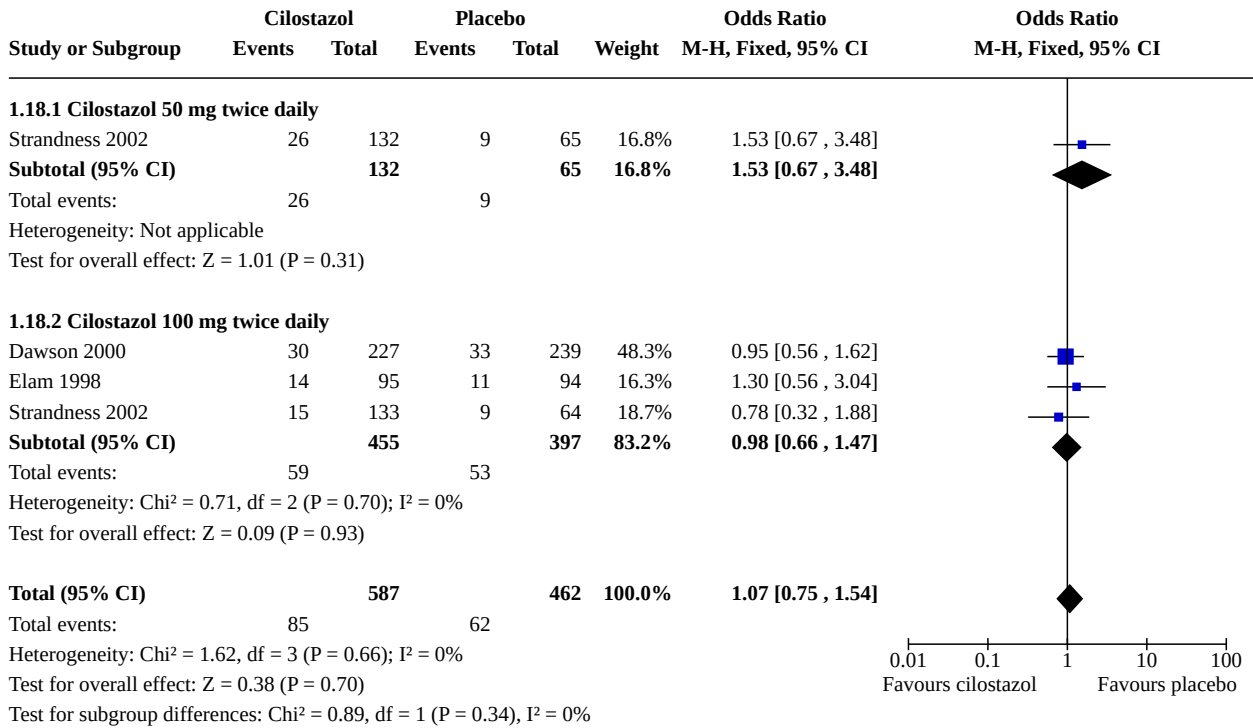 Cilostazol Placebo Odds Ratio Odds Ratio
Study or Subgroup Events Total Events Total Weight M-H, Fixed, 95% CI M-H, Fixed, 95% CI
1.18.1 Cilostazol 50 mg twice daily
Strandness 2002 26 132 9 65 16.8% 1.53 [0.67 , 3.48]
Subtotal (95% CI) 132 65 16.8% 1.53 [0.67 , 3.48]
Total events: 26 9
Heterogeneity: Not applicable
Test for overall effect: Z = 1.01 (P = 0.31)
1.18.2 Cilostazol 100 mg twice daily
Dawson 2000 30 227 33 239 48.3% 0.95 [0.56 , 1.62]
Elam 1998 14 95 11 94 16.3% 1.30 [0.56 , 3.04]
Strandness 2002 15 133 9 64 18.7% 0.78 [0.32 , 1.88]
Subtotal (95% CI) 455 397 83.2% 0.98 [0.66 , 1.47]
Total events: 59 53
Heterogeneity: Chi² = 0.71, df = 2 (P = 0.70); I² = 0%
Test for overall effect: Z = 0.09 (P = 0.93)
Total (95% CI) 587 462 100.0% 1.07 [0.75 , 1.54]
Total events: 85 62
Heterogeneity: Chi² = 1.62, df = 3 (P = 0.66); I² = 0% 0.01 0.1 1 10 100
Test for overall effect: Z = 0.38 (P = 0.70) Favours cilostazol Favours placebo
Test for subgroup differences: Chi² = 0.89, df = 1 (P = 0.34), I² = 0%